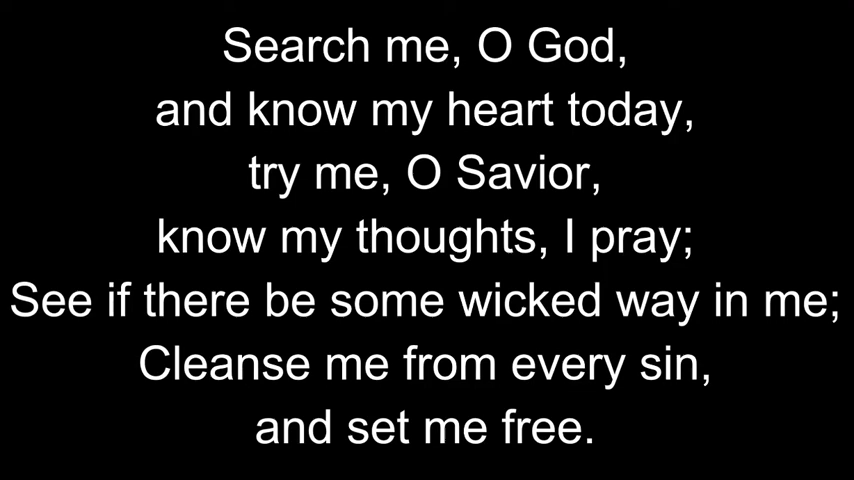 Search me, O God,
and know my heart today,
try me, O Savior,
know my thoughts, I pray;
See if there be some wicked way in me;
Cleanse me from every sin,
and set me free.